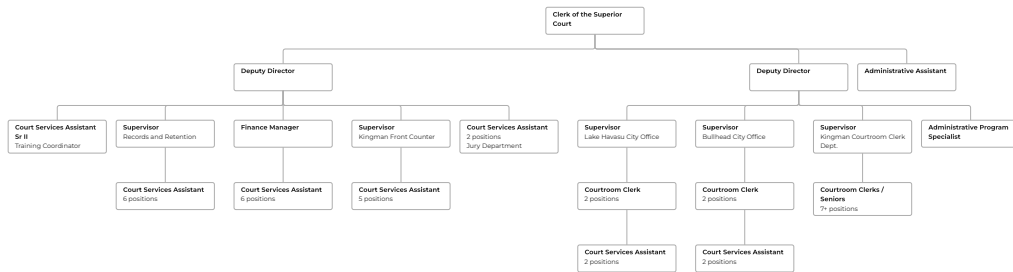 Clerk of the Superior
Court
Deputy Director
Deputy Director
Administrative Assistant
Court Services Assistant
Sr II
Training Coordinator
Supervisor
Records and Retention
Finance Manager
Supervisor
Kingman Front Counter
Court Services Assistant
2 positions
Jury Department
Supervisor
Lake Havasu City Office
Supervisor
Bullhead City Office
Supervisor
Kingman Courtroom Clerk
Dept.
Administrative Program
Specialist
Court Services Assistant
6 positions
Court Services Assistant
6 positions
Court Services Assistant
5 positions
Courtroom Clerk
2 positions
Courtroom Clerk
2 positions
Courtroom Clerks /
Seniors
7+ positions
Court Services Assistant
2 positions
Court Services Assistant
2 positions